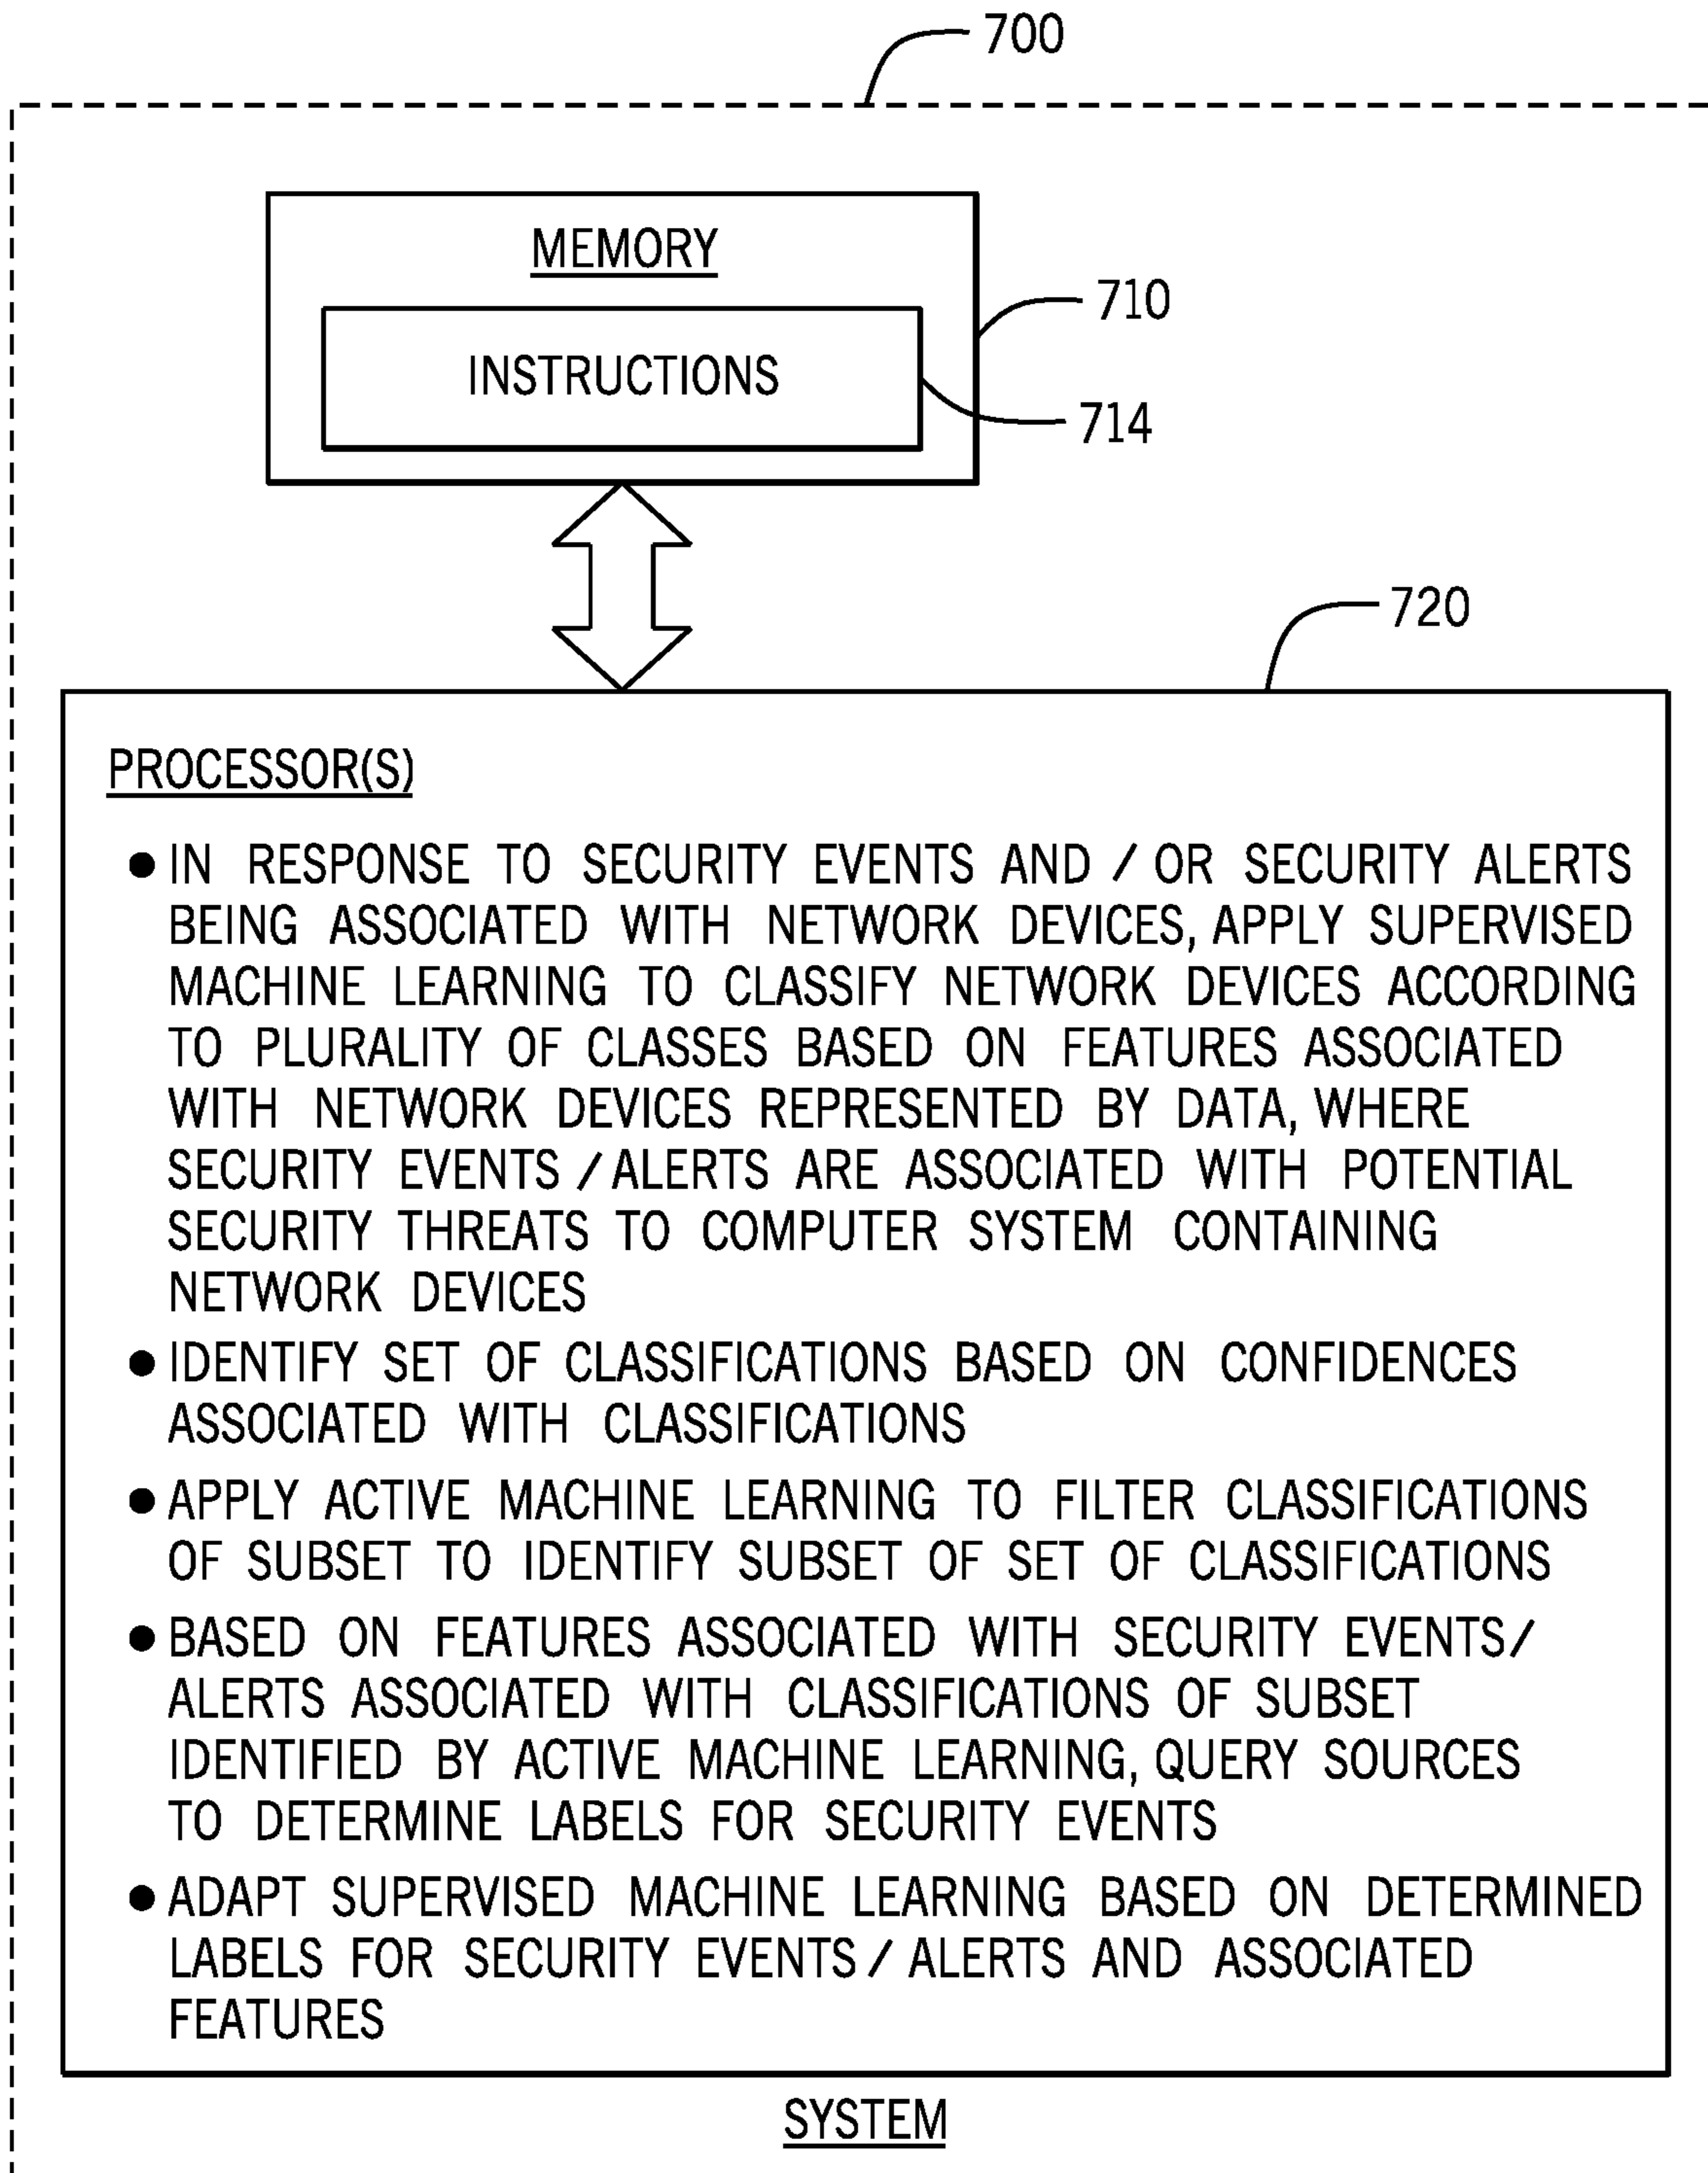 700
MEMORY
710
INSTRUCTIONS
714
720
PROCESSOR(S)
● IN RESPONSE TO SECURITY EVENTS AND / OR SECURITY ALERTS
BEING ASSOCIATED WITH NETWORK DEVICES, APPLY SUPERVISED
MACHINE LEARNING TO CLASSIFY NETWORK DEVICES ACCORDING
TO PLURALITY OF CLASSES BASED ON FEATURES ASSOCIATED
WITH NETWORK DEVICES REPRESENTED BY DATA, WHERE
SECURITY EVENTS / ALERTS ARE ASSOCIATED WITH POTENTIAL
SECURITY THREATS TO COMPUTER SYSTEM CONTAINING
NETWORK DEVICES
● IDENTIFY SET OF CLASSIFICATIONS BASED ON CONFIDENCES
ASSOCIATED WITH CLASSIFICATIONS
● APPLY ACTIVE MACHINE LEARNING TO FILTER CLASSIFICATIONS
OF SUBSET TO IDENTIFY SUBSET OF SET OF CLASSIFICATIONS
● BASED ON FEATURES ASSOCIATED WITH SECURITY EVENTS/
ALERTS ASSOCIATED WITH CLASSIFICATIONS OF SUBSET
IDENTIFIED BY ACTIVE MACHINE LEARNING, QUERY SOURCES
TO DETERMINE LABELS FOR SECURITY EVENTS
● ADAPT SUPERVISED MACHINE LEARNING BASED ON DETERMINED
LABELS FOR SECURITY EVENTS / ALERTS AND ASSOCIATED
FEATURES
SYSTEM